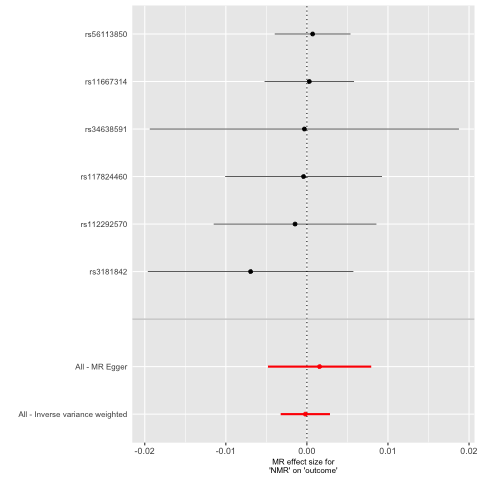 rs56113850
rs11667314
rs34638591
rs117824460
rs112292570
rs3181842
All - MR Egger
All - Inverse variance weighted
-0.02 -0.01 0.00 0.01 0.02
MR effect size for
'NMR' on 'outcome'